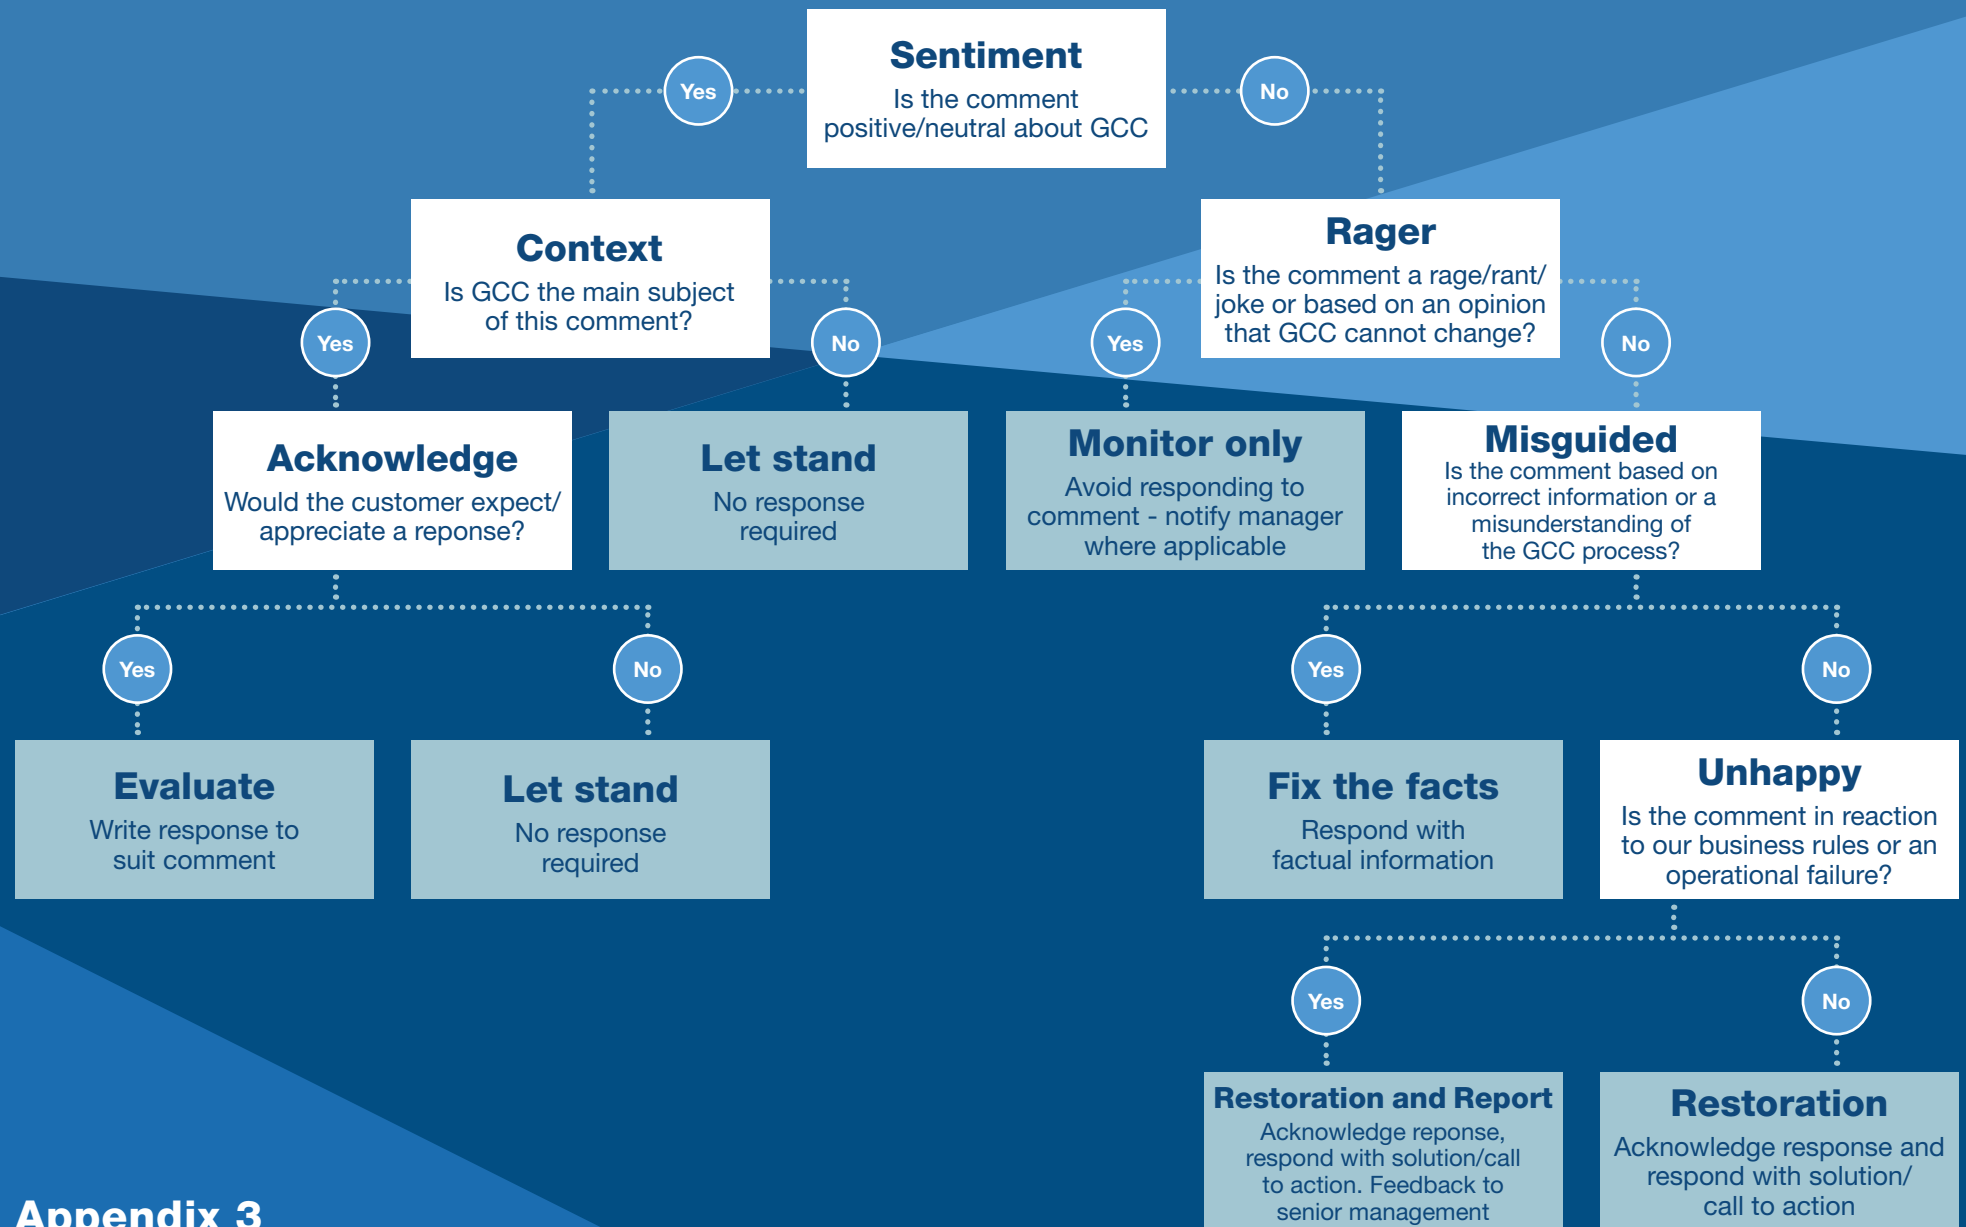 Sentiment
Is the comment
positive/neutral about GCC
Yes
No
Context
Is GCC the main subject
of this comment?
Rager
Is the comment a rage/rant/
joke or based on an opinion
that GCC cannot change?
Yes
No
Yes
No
Acknowledge
Would the customer expect/
appreciate a reponse?
Let stand
No response
required
Monitor only
Avoid responding to
comment - notify manager
where applicable
Misguided
Is the comment based on
incorrect information or a
misunderstanding of
the GCC process?
Yes
No
Yes
No
Evaluate
Write response to
suit comment
Let stand
No response
required
Fix the facts
Respond with
factual information
Unhappy
Is the comment in reaction
to our business rules or an
operational failure?
Yes
No
Restoration and Report
Acknowledge reponse,
respond with solution/call
to action. Feedback to
senior management
Restoration
Acknowledge response and
respond with solution/
call to action
Appendix 3